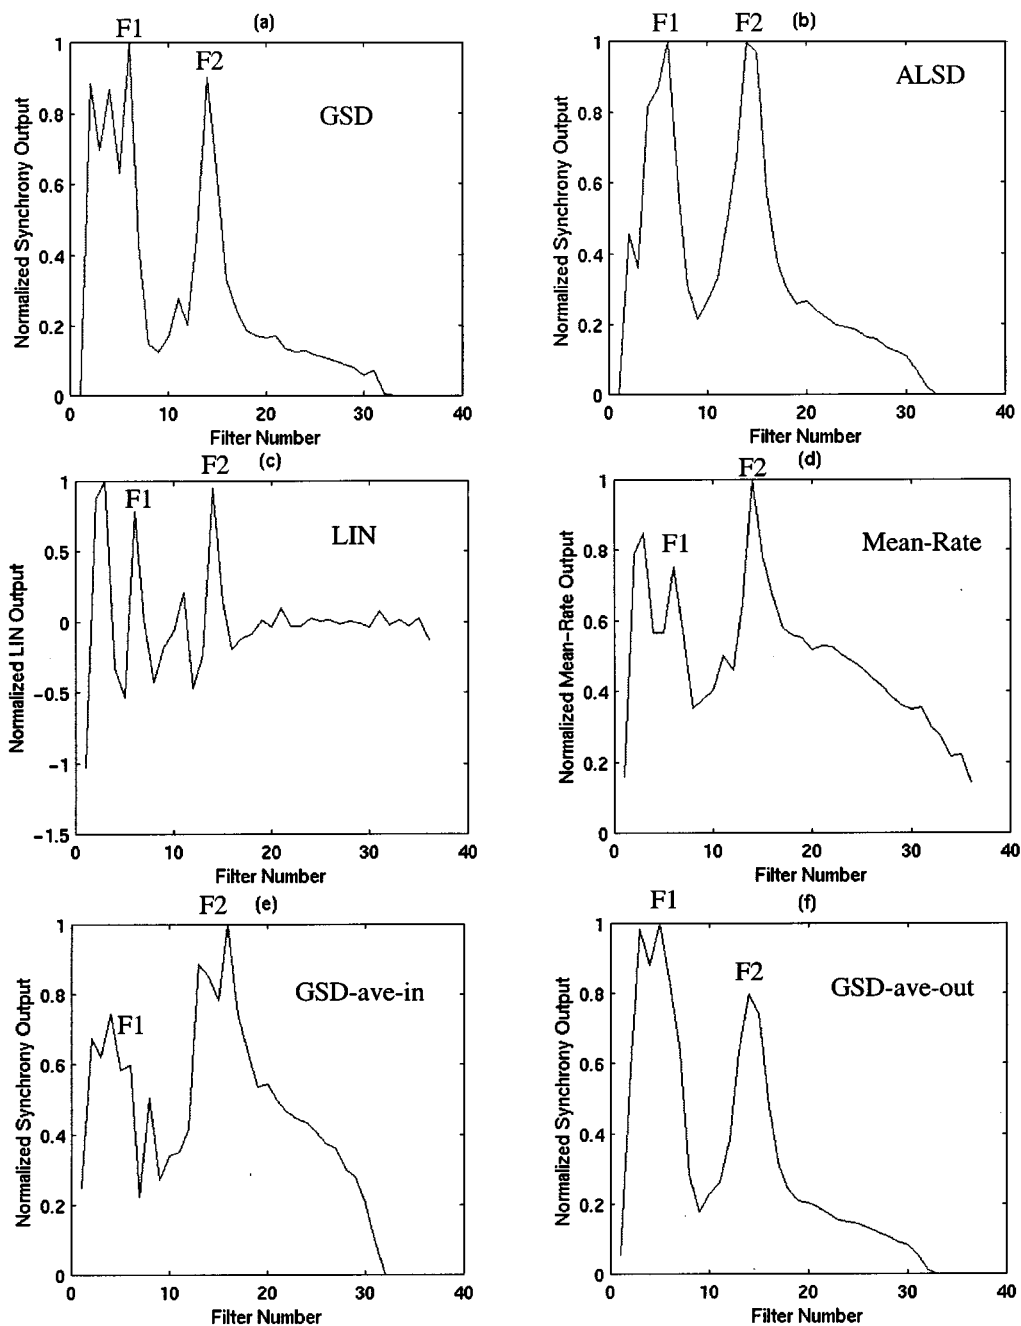 (a)
F1
F2
GSD
Normalized Synchrony Output
1
0.8
0.6
0.4
0.2
0
0
10
20
30
40
Filter Number
(b)
F1
F2
ALSD
Normalized Synchrony Output
1
0.8
0.6
0.4
0.2
0
0
10
20
30
40
Filter Number
(c)
F1
F2
LIN
Normalized LIN Output
1
0.5
0
−0.5
−1
−1.5
0
10
20
30
40
Filter Number
(d)
F2
F1
Mean-Rate
Normalized Mean−Rate Output
1
0.8
0.6
0.4
0.2
0
0
10
20
30
40
Filter Number
(e)
F2
F1
GSD-ave-in
Normalized Synchrony Output
1
0.8
0.6
0.4
0.2
0
0
10
20
30
40
Filter Number
(f)
F1
F2
GSD-ave-out
Normalized Synchrony Output
1
0.8
0.6
0.4
0.2
0
0
10
20
30
40
Filter Number